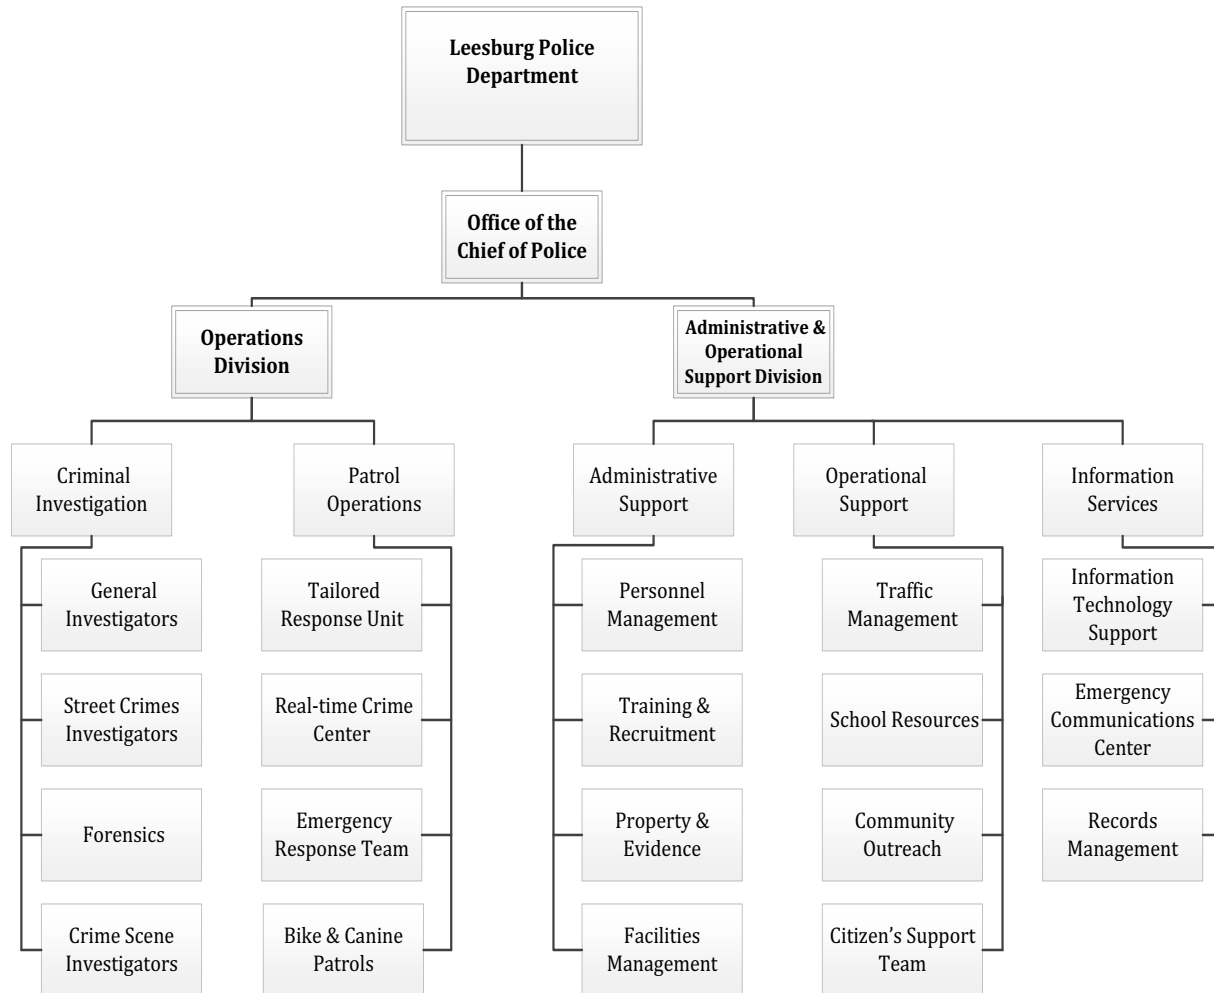 Leesburg Police
Department
Office of the
Chief of Police
Operations
Division
Administrative &
Operational
Support Division
Criminal
Investigation
Patrol
Operations
Administrative
Support
Operational
Support
Information
Services
General
Investigators
Tailored
Response Unit
Personnel
Management
Traffic
Management
Information
Technology
Support
Street Crimes
Investigators
Real-time Crime
Center
Training &
Recruitment
School Resources
Emergency
Communications
Center
Forensics
Emergency
Response Team
Property &
Evidence
Community
Outreach
Records
Management
Crime Scene
Investigators
Bike & Canine
Patrols
Facilities
Management
Citizen’s Support
Team